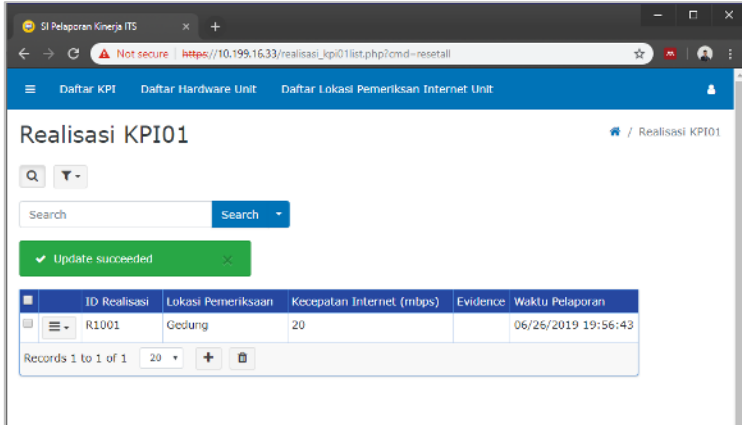 SI Pelaporan Kinerja ITS
Not secure | https://10.199.16.33/realisasi_kpi01list.php?cmd=resetall
Daftar KPI Daftar Hardware Unit Daftar Lokasi Pemeriksan Internet Unit
Realisasi KPI01
/ Realisasi KPI01
Search Search
Update succeeded
ID Realisasi Lokasi Pemeriksaan Kecepatan Internet (mbps) Evidence Waktu Pelaporan
R1001 Gedung 20 06/26/2019 19:56:43
Records 1 to 1 of 1 20